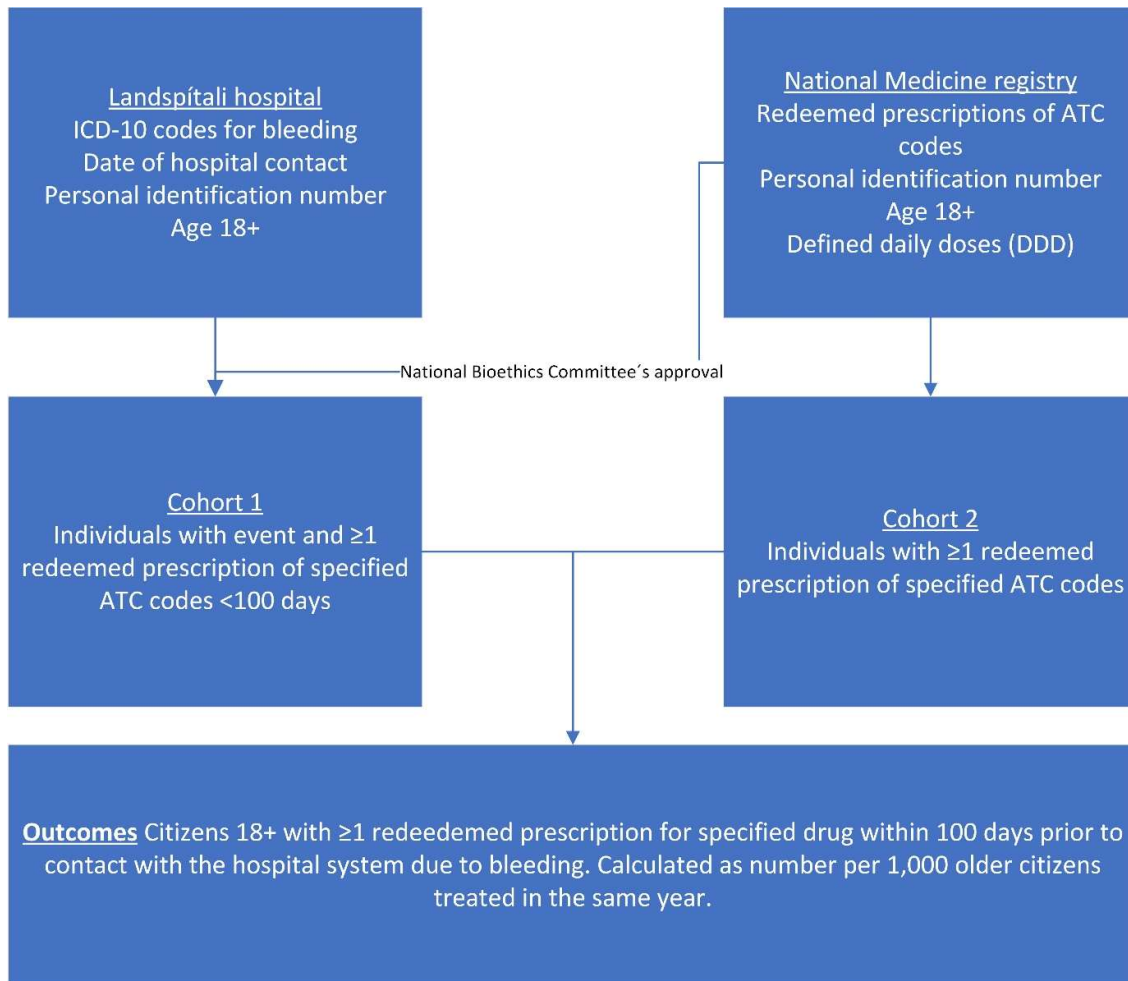 Landspítali hospital
ICD-10 codes for bleeding
Date of hospital contact
Personal identification number
Age 18+
National Medicine registry
Redeemed prescriptions of ATC
codes
Personal identification number
Age 18+
Defined daily doses (DDD)
National Bioethics Committee´s approval
Cohort 1
Individuals with event and ≥1
redeemed prescription of specified
ATC codes <100 days
Cohort 2
Individuals with ≥1 redeemed
prescription of specified ATC codes
Outcomes Citizens 18+ with ≥1 redeedemed prescription for specified drug within 100 days prior to
contact with the hospital system due to bleeding. Calculated as number per 1,000 older citizens
treated in the same year.